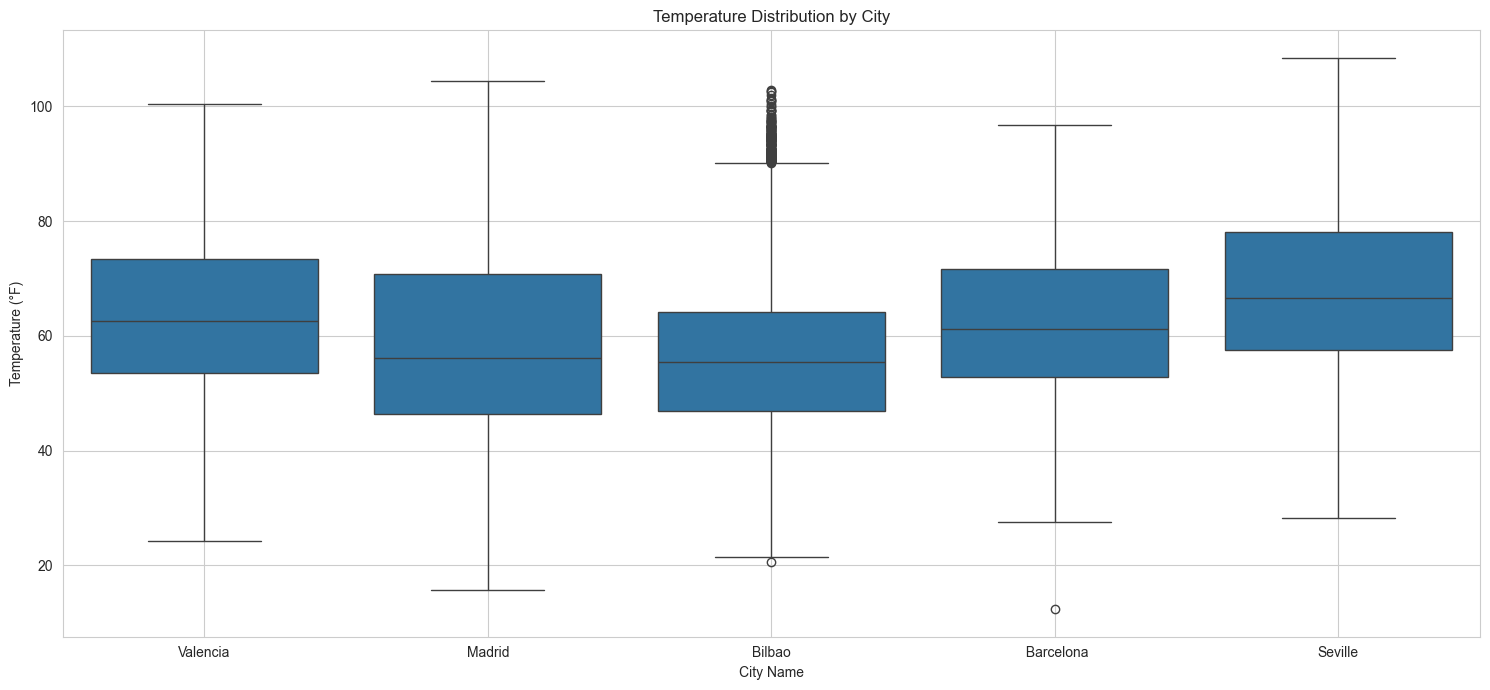 Temperature Distribution by City
100
80
60
40
20
Temperature (°F)
Valencia
Madrid
Bilbao
Barcelona
Seville
City Name